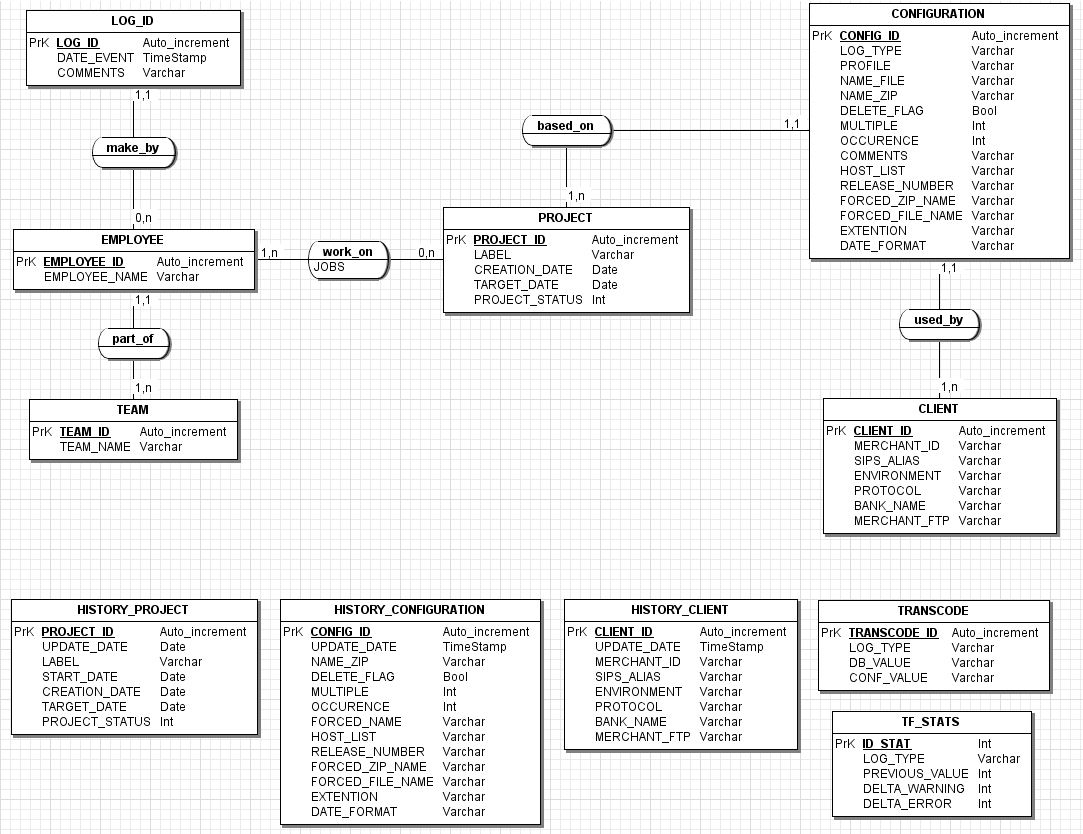 LOG_ID
PrK LOG_ID Auto_increment
DATE_EVENT TimeStamp
COMMENTS Varchar
1,1
make_by
0,n
EMPLOYEE
PrK EMPLOYEE_ID Auto_increment
EMPLOYEE_NAME Varchar
1,n
work_on
JOBS
0,n
1,1
part_of
1,n
TEAM
PrK TEAM_ID Auto_increment
TEAM_NAME Varchar
based_on
1,1
1,n
PROJECT
PrK PROJECT_ID Auto_increment
LABEL Varchar
CREATION_DATE Date
TARGET_DATE Date
PROJECT_STATUS Int
CONFIGURATION
PrK CONFIG_ID Auto_increment
LOG_TYPE Varchar
PROFILE Varchar
NAME_FILE Varchar
NAME_ZIP Varchar
DELETE_FLAG Bool
MULTIPLE Int
OCCURENCE Int
COMMENTS Varchar
HOST_LIST Varchar
RELEASE_NUMBER Varchar
FORCED_ZIP_NAME Varchar
FORCED_FILE_NAME Varchar
EXTENTION Varchar
DATE_FORMAT Varchar
1,1
used_by
1,n
CLIENT
PrK CLIENT_ID Auto_increment
MERCHANT_ID Varchar
SIPS_ALIAS Varchar
ENVIRONMENT Varchar
PROTOCOL Varchar
BANK_NAME Varchar
MERCHANT_FTP Varchar
HISTORY_PROJECT
PrK PROJECT_ID Auto_increment
UPDATE_DATE Date
LABEL Varchar
START_DATE Date
CREATION_DATE Date
TARGET_DATE Date
PROJECT_STATUS Int
HISTORY_CONFIGURATION
PrK CONFIG_ID Auto_increment
UPDATE_DATE TimeStamp
NAME_ZIP Varchar
DELETE_FLAG Bool
MULTIPLE Int
OCCURENCE Int
FORCED_NAME Varchar
HOST_LIST Varchar
RELEASE_NUMBER Varchar
FORCED_ZIP_NAME Varchar
FORCED_FILE_NAME Varchar
EXTENTION Varchar
DATE_FORMAT Varchar
HISTORY_CLIENT
PrK CLIENT_ID Auto_increment
UPDATE_DATE TimeStamp
MERCHANT_ID Varchar
SIPS_ALIAS Varchar
ENVIRONMENT Varchar
PROTOCOL Varchar
BANK_NAME Varchar
MERCHANT_FTP Varchar
TRANSCODE
PrK TRANSCODE_ID Auto_increment
LOG_TYPE Varchar
DB_VALUE Varchar
CONF_VALUE Varchar
TF_STATS
PrK ID_STAT Int
LOG_TYPE Varchar
PREVIOUS_VALUE Int
DELTA_WARNING Int
DELTA_ERROR Int